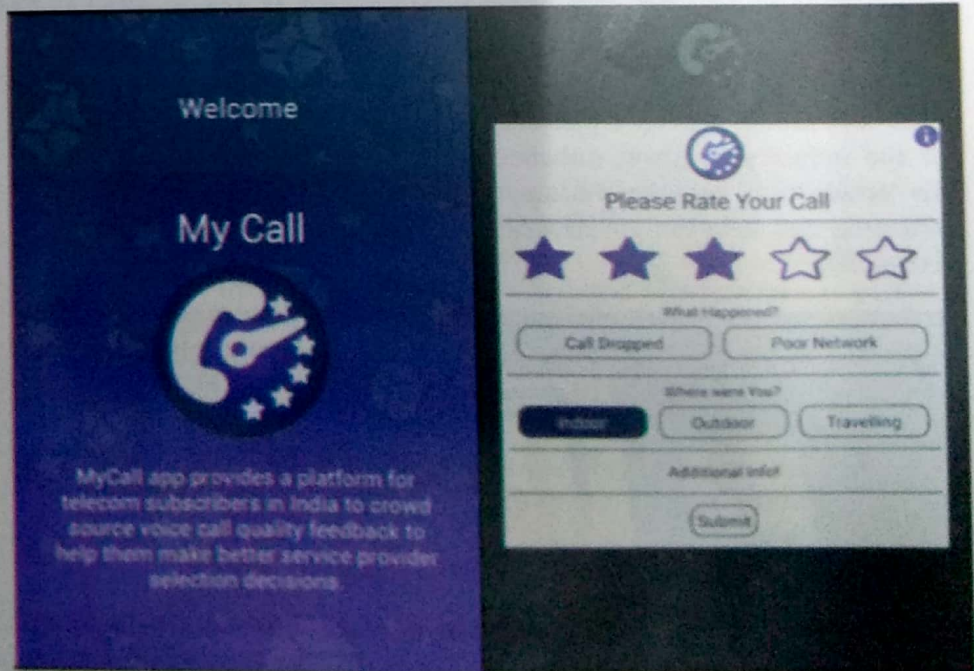 Welcome
My Call
MyCall app provides a platform for
telecom subscribers in India to crowd
source voice call quality feedback to
help them make better service provider
selection decisions.
i
Please Rate Your Call
What Happened?
Call Dropped
Poor Network
Where were You?
Indoor
Outdoor
Travelling
Additional Info!
Submit